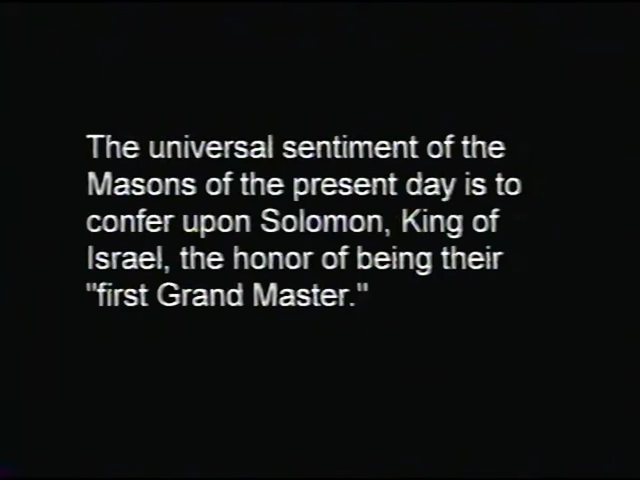 The universal sentiment of the
Masons of the present day is to
confer upon Solomon, King of
Israel, the honor of being their
"first Grand Master."